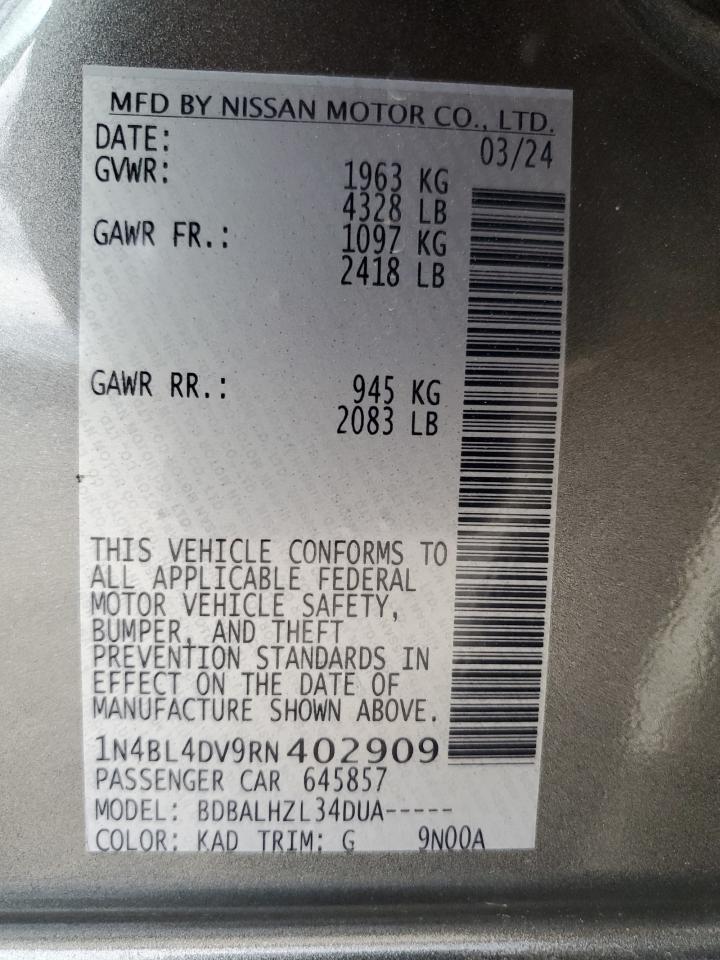 MFD BY NISSAN MOTOR CO., LTD.
DATE: 03/24
GVWR: 1963 KG
4328 LB
GAWR FR.: 1097 KG
2418 LB
GAWR RR.: 945 KG
2083 LB
THIS VEHICLE CONFORMS TO
ALL APPLICABLE FEDERAL
MOTOR VEHICLE SAFETY,
BUMPER, AND THEFT
PREVENTION STANDARDS IN
EFFECT ON THE DATE OF
MANUFACTURE SHOWN ABOVE.
1N4BL4DV9RN402909
PASSENGER CAR 645857
MODEL: BDBALHZL34DUA-----
COLOR: KAD TRIM: G 9N00A